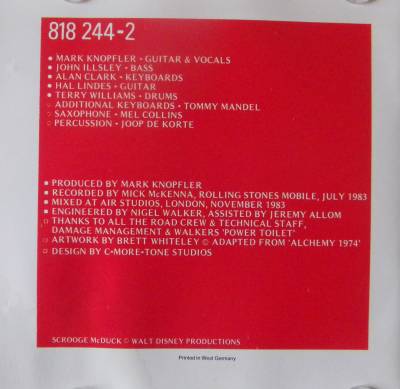 818 244-2
● MARK KNOPFLER • GUITAR & VOCALS
● JOHN ILLSLEY • BASS
● ALAN CLARK • KEYBOARDS
● HAL LINDES • GUITAR
● TERRY WILLIAMS • DRUMS
○ ADDITIONAL KEYBOARDS • TOMMY MANDEL
○ SAXOPHONE • MEL COLLINS
○ PERCUSSION • JOOP DE KORTE
■ PRODUCED BY MARK KNOPFLER
■ RECORDED BY MICK McKENNA, ROLLING STONES MOBILE, JULY 1983
■ MIXED AT AIR STUDIOS, LONDON, NOVEMBER 1983
■ ENGINEERED BY NIGEL WALKER, ASSISTED BY JEREMY ALLOM
□ THANKS TO ALL THE ROAD CREW & TECHNICAL STAFF,
DAMAGE MANAGEMENT & WALKERS 'POWER TOILET'
□ ARTWORK BY BRETT WHITELEY © ADAPTED FROM 'ALCHEMY 1974'
□ DESIGN BY C•MORE•TONE STUDIOS
SCROOGE McDUCK © WALT DISNEY PRODUCTIONS
Printed in West Germany